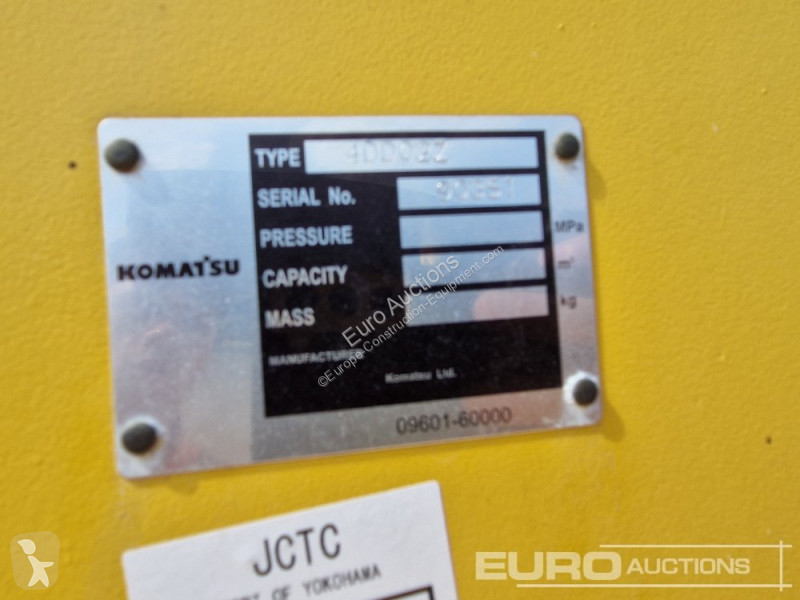 TYPE
SERIAL No.
PRESSURE MPa
CAPACITY m³
MASS kg
KOMATSU
MANUFACTURER
Komatsu Ltd.
09601-60000
Euro Auctions
©Europe-Construction-Equipment.com
JCTC
OF YOKOHAMA
EURO AUCTIONS